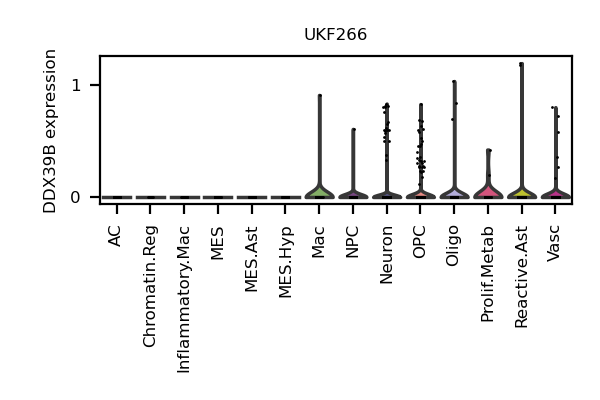 UKF266
DDX39B expression
1
0
AC
Chromatin.Reg
Inflammatory.Mac
MES
MES.Ast
MES.Hyp
Mac
NPC
Neuron
OPC
Oligo
Prolif.Metab
Reactive.Ast
Vasc